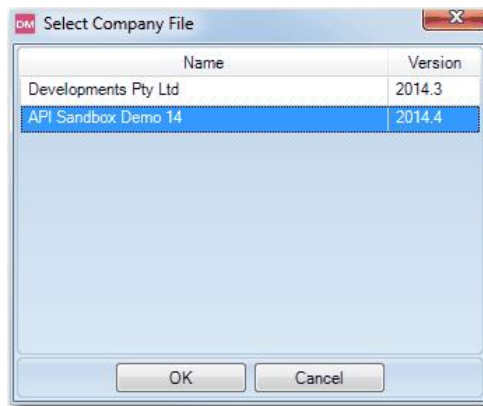 DM Select Company File X
Name Version
Developments Pty Ltd 2014.3
API Sandbox Demo 14 2014.4
OK Cancel